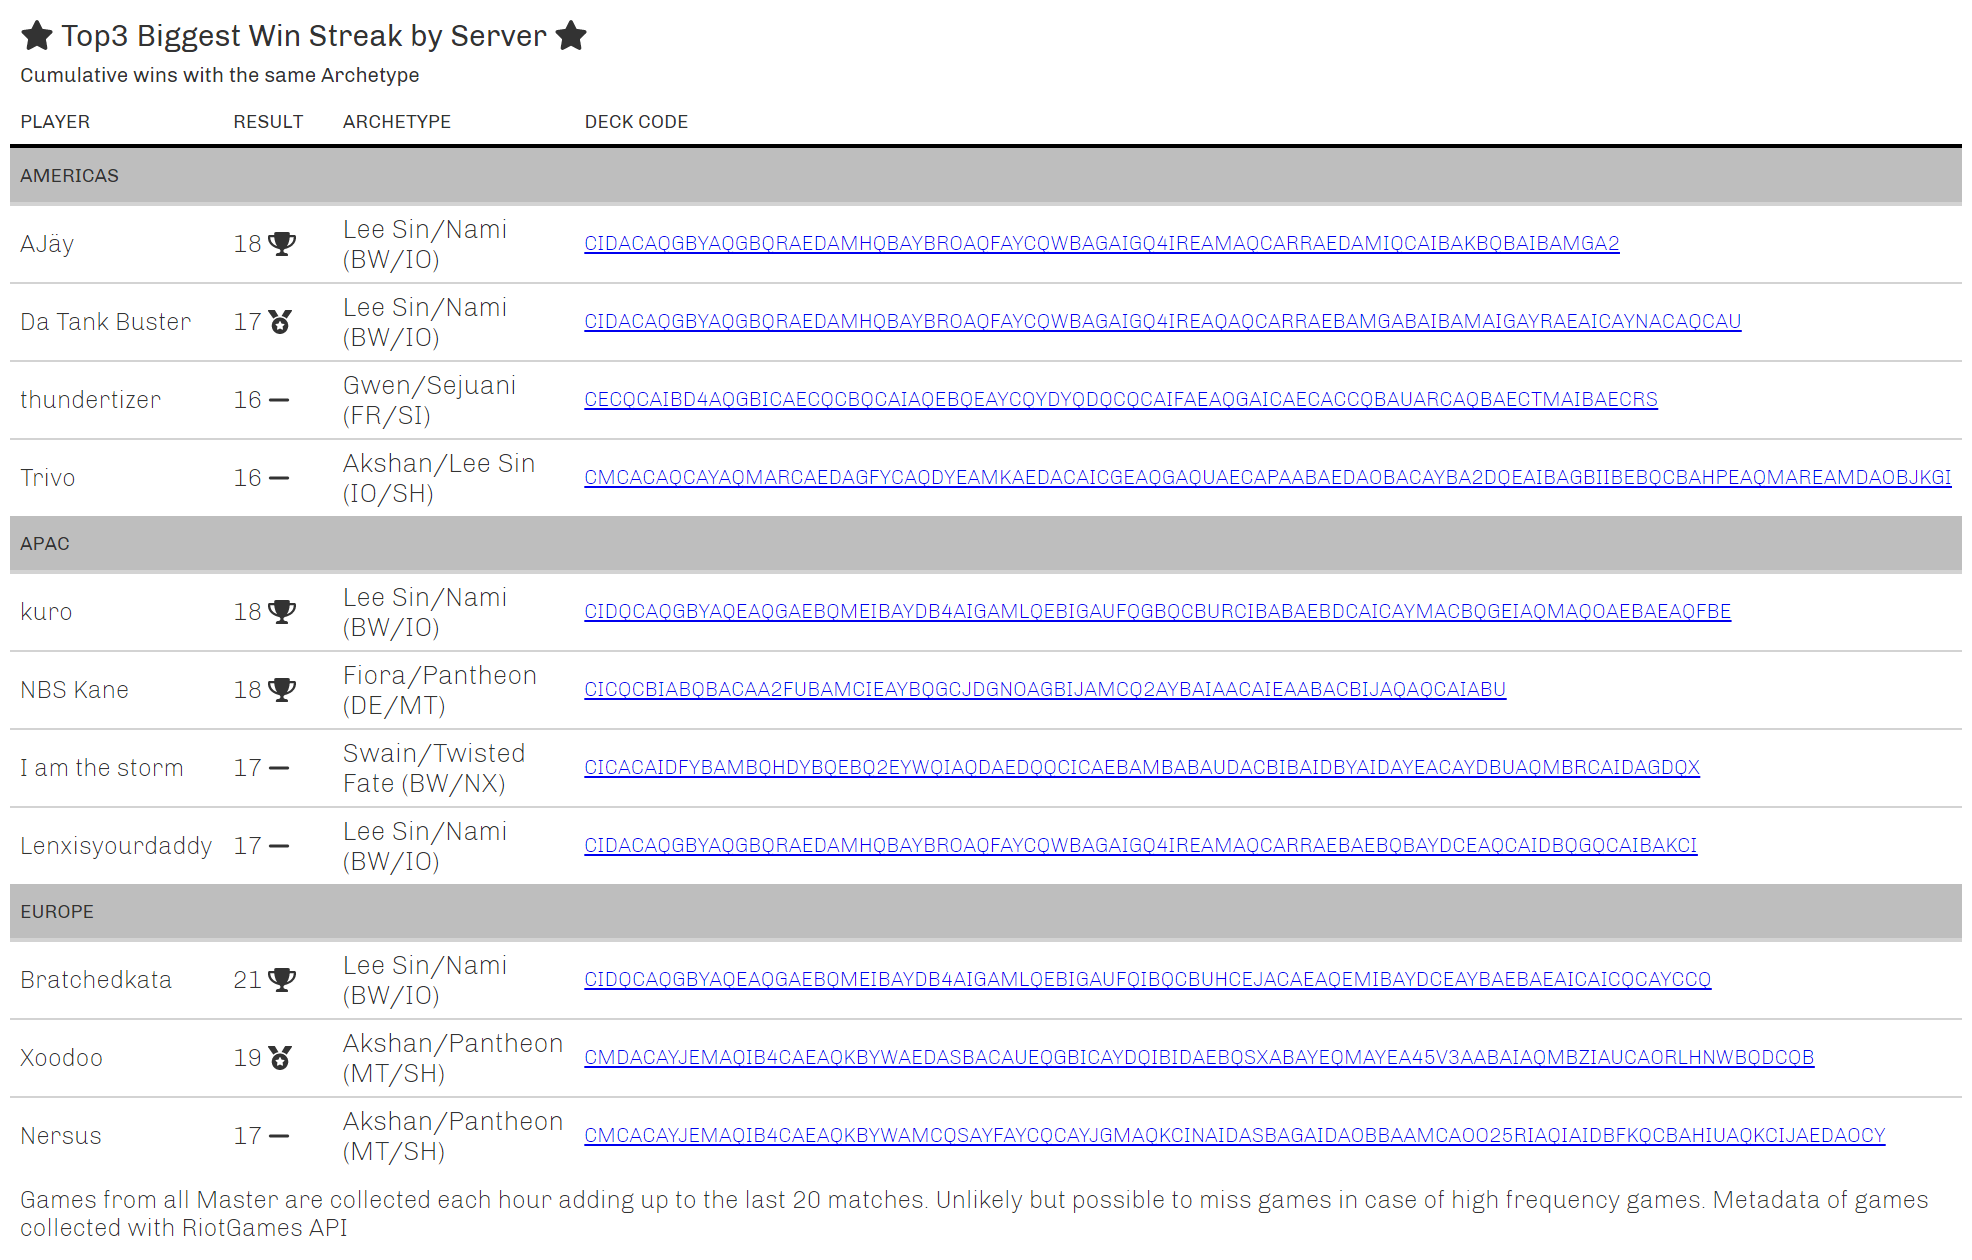 Top3 Biggest Win Streak by Server
Cumulative wins with the same Archetype
PLAYER RESULT ARCHETYPE DECK CODE
AMERICAS
AJäy 18 Lee Sin/Nami (BW/IO) CIDACAQGBYAQGBQRAEDAMHQBAYBROAQFAYCQWBAGAIGQ4IREAMAQCARRAEDAMIQCAIBAKBQBAIBAMGA2
Da Tank Buster 17 Lee Sin/Nami (BW/IO) CIDACAQGBYAQGBQRAEDAMHQBAYBROAQFAYCQWBAGAIGQ4IREAQAQCARRAEBAMGABAIBAMAIGAYRAEAICAYNACAQCAU
thundertizer 16 Gwen/Sejuani (FR/SI) CECQCAIBD4AQGBICAECQCBQCAIAQEBQEAYCQYDYQDQCQCAIFAEAQGAICAECACCQBAUARCAQBAECTMAIBAECRS
Trivo 16 Akshan/Lee Sin (IO/SH) CMCACAQCAYAQMARCAEDAGFYCAQDYEAMKAEDACAICGEAQGAQUAECAPAABAEDAOBACAYBA2DQEAIBAGBIIBEBQCBAHPEAQMAREAMDAOBJKGI
APAC
kuro 18 Lee Sin/Nami (BW/IO) CIDQCAQGBYAQEAQGAEBQMEIBAYDB4AIGAMLQEBIGAUFQGBQCBURCIBABAEBDCAICAYMACBQGEIAQMAQOAEBAEAQFBE
NBS Kane 18 Fiora/Pantheon (DE/MT) CICQCBIABQBACAA2FUBAMCIEAYBQGCJDGNOAGBIJAMCQ2AYBAIAACAIEAABACBIJAQAQCAIABU
I am the storm 17 Swain/Twisted Fate (BW/NX) CICACAIDFYBAMBQHDYBQEBQ2EYWQIAQDAEDQQCICAEBAMBABAUDACBIBAIDBYAIDAYEACAYDBUAQMBRCAIDAGDQX
Lenxisyourdaddy 17 Lee Sin/Nami (BW/IO) CIDACAQGBYAQGBQRAEDAMHQBAYBROAQFAYCQWBAGAIGQ4IREAMAQCARRAEBAEBQBAYDCEAQCAIDBQGQCAIBAKCI
EUROPE
Bratchedkata 21 Lee Sin/Nami (BW/IO) CIDQCAQGBYAQEAQGAEBQMEIBAYDB4AIGAMLQEBIGAUFQIBQCBUHCEJACAEAQEMIBAYDCEAYBAEBAEAICAICQCAYCCQ
Xoodoo 19 Akshan/Pantheon (MT/SH) CMDACAYJEMAQIB4CAEAQKBYWAEDASBACAUEQGBICAYDQIBIDAEBQSXABAYEQMAYEA45V3AABAIAQMBZIAUCAORLHNWBQDCQB
Nersus 17 Akshan/Pantheon (MT/SH) CMCACAYJEMAQIB4CAEAQKBYWAMCQSAYFAYCQCAYJGMAQKCINAIDASBAGAIDAOBBAAMCAOO25RIAQIAIDBFKQCBAHIUAQKCIJAEDAOCY
Games from all Master are collected each hour adding up to the last 20 matches. Unlikely but possible to miss games in case of high frequency games. Metadata of games
collected with RiotGames API